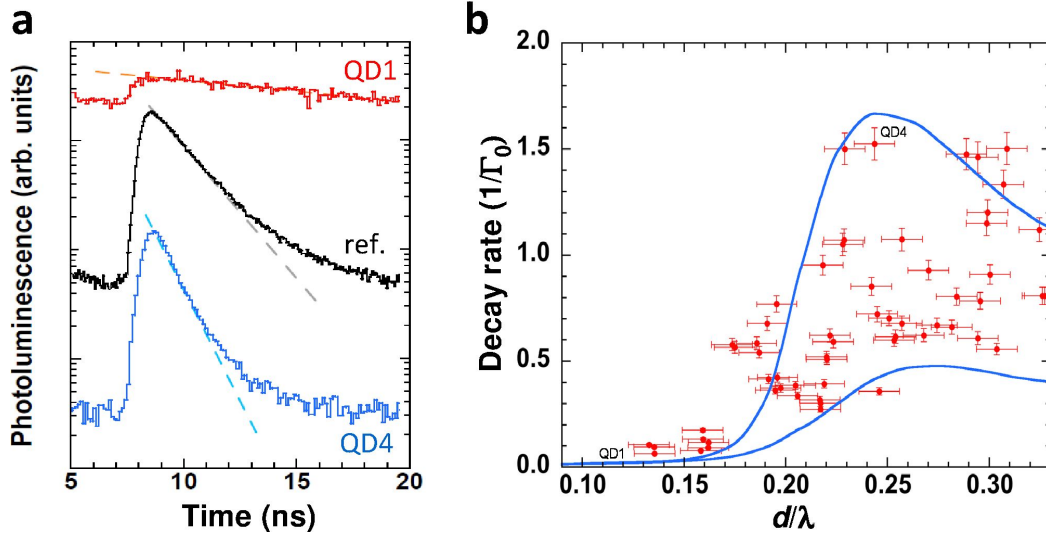 a
QD1
ref.
QD4
Photoluminescence (arb. units)
5 10 15 20
Time (ns)
b
2.0
1.5
1.0
0.5
0.0
QD4
QD1
Decay rate (1/Γ₀)
0.10 0.15 0.20 0.25 0.30
d/λ